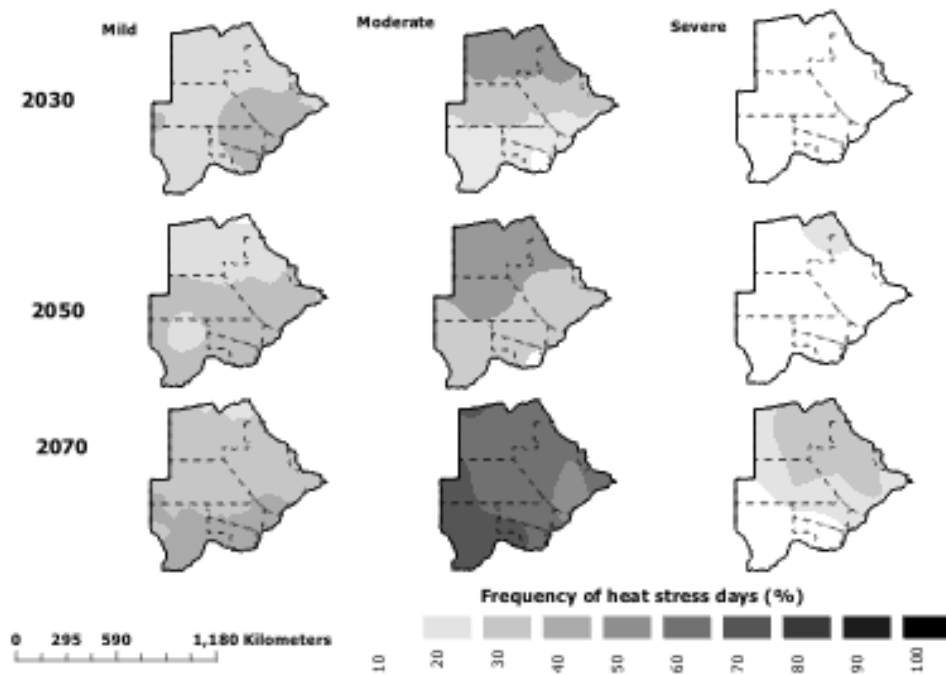 Mild
Moderate
Severe
2030
2050
2070
Frequency of heat stress days (%)
0 295 590 1,180 Kilometers
10 20 30 40 50 60 70 80 90 100